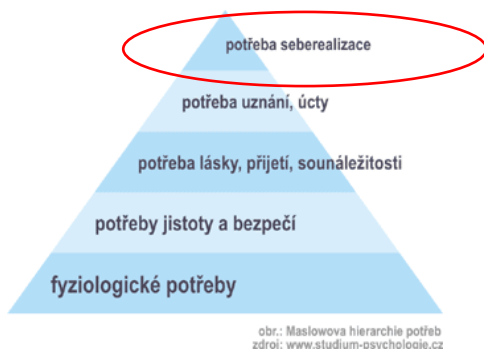 potřeba seberealizace
potřeba uznání, úcty
potřeba lásky, přijetí, sounáležitosti
potřeby jistoty a bezpečí
fyziologické potřeby
obr.: Maslowova hierarchie potřeb
zdroj: www.studium-psychologie.cz